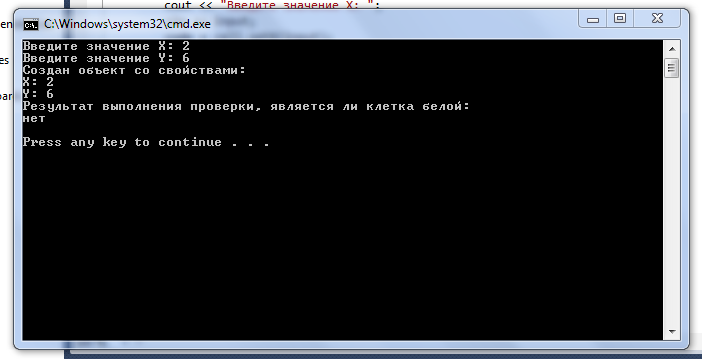 cout << "Введите значение X: ";
C:\Windows\system32\cmd.exe
Введите значение X: 2
Введите значение Y: 6
Создан объект со свойствами:
X: 2
Y: 6
Результат выполнения проверки, является ли клетка белой:
нет
Press any key to continue . . .